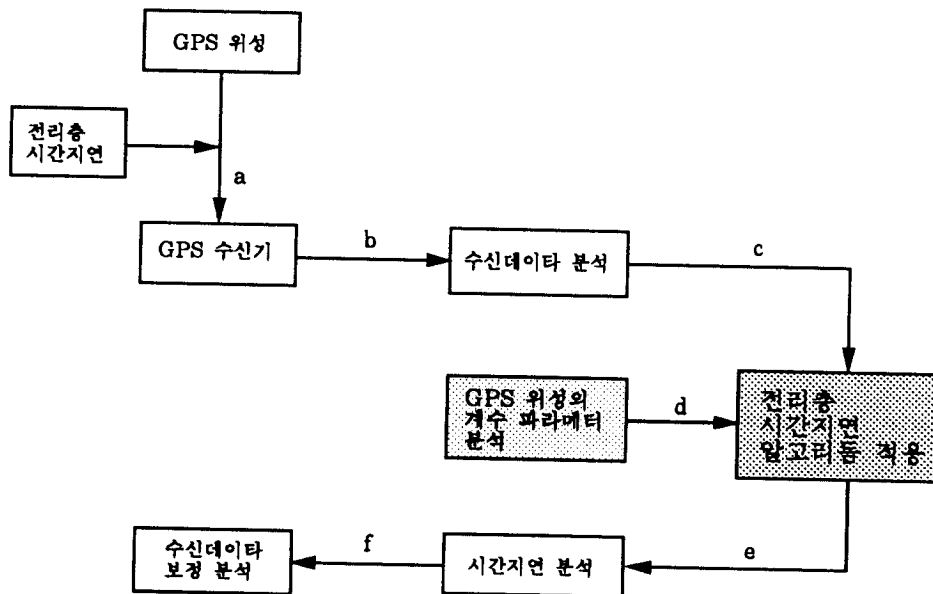 GPS 위성
전리층
시간지연
a
GPS 수신기
b
수신데이타 분석
c
GPS 위성의
계수 파라메터
분석
d
전리층
시간지연
알고리듬 적용
e
시간지연 분석
f
수신데이타
보정 분석